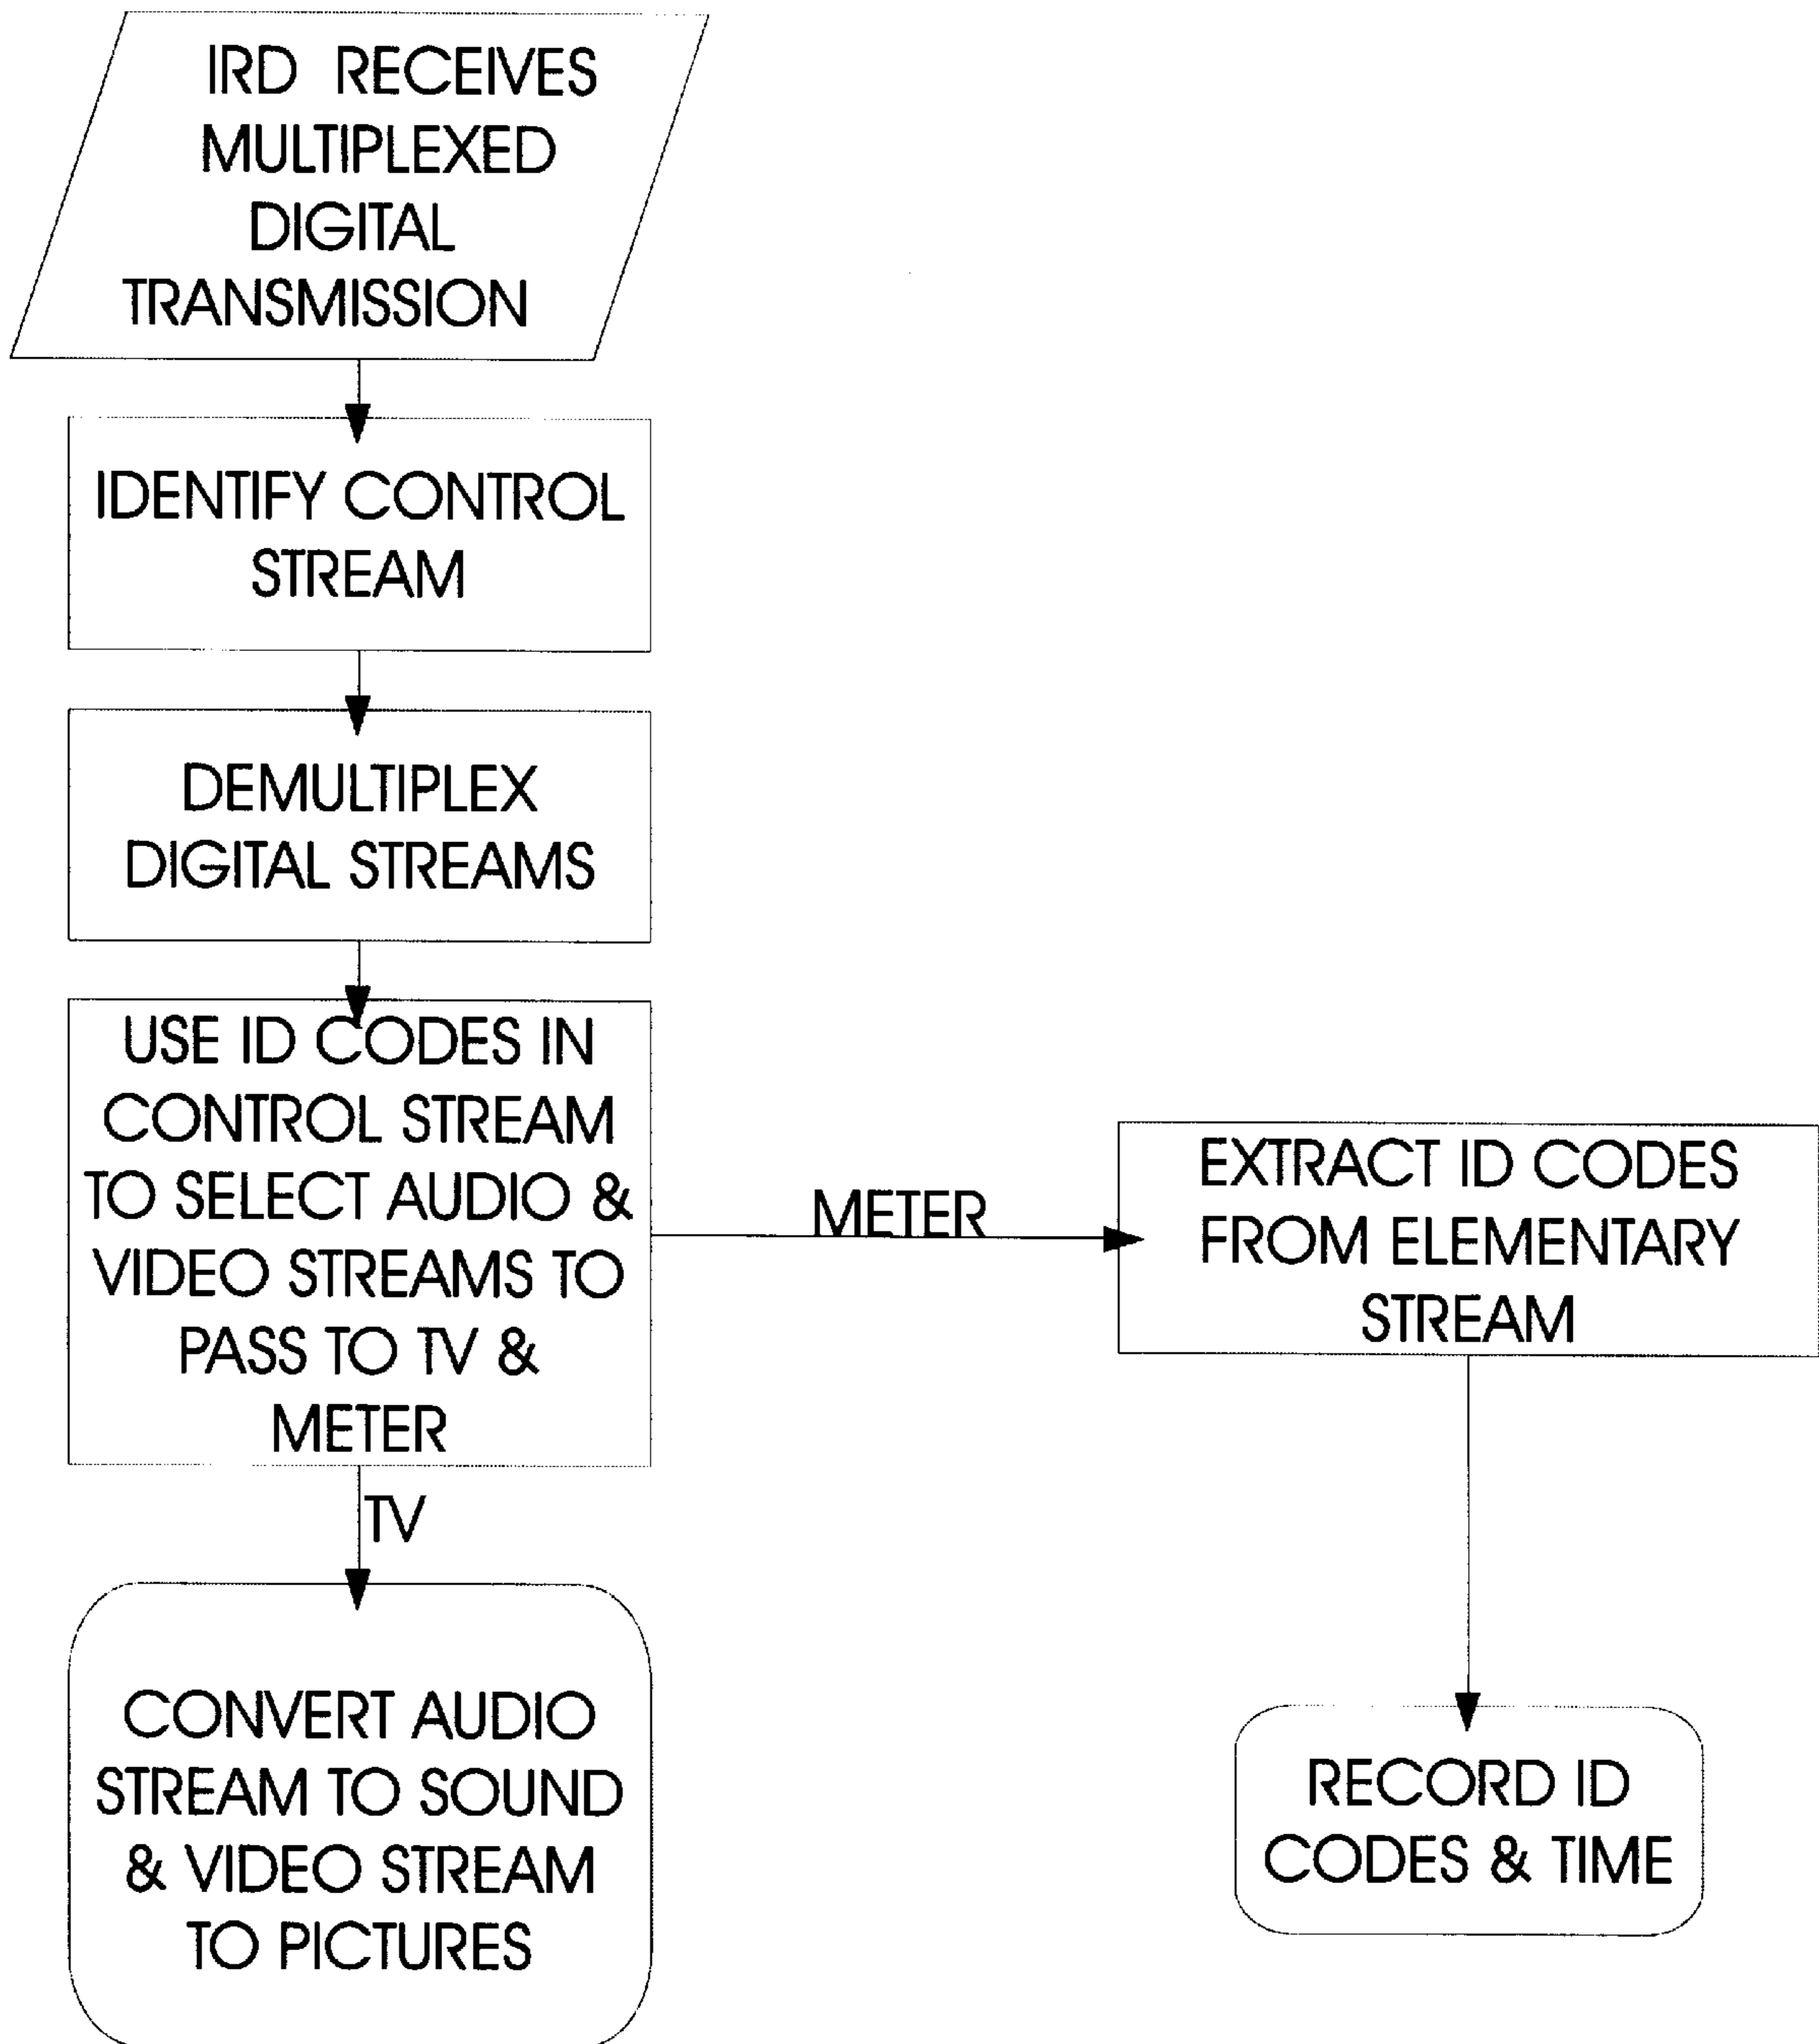 IRD RECEIVES
MULTIPLEXED
DIGITAL
TRANSMISSION
IDENTIFY CONTROL
STREAM
DEMULTIPLEX
DIGITAL STREAMS
USE ID CODES IN
CONTROL STREAM
TO SELECT AUDIO &
VIDEO STREAMS TO
PASS TO TV &
METER
METER
EXTRACT ID CODES
FROM ELEMENTARY
STREAM
TV
CONVERT AUDIO
STREAM TO SOUND
& VIDEO STREAM
TO PICTURES
RECORD ID
CODES & TIME